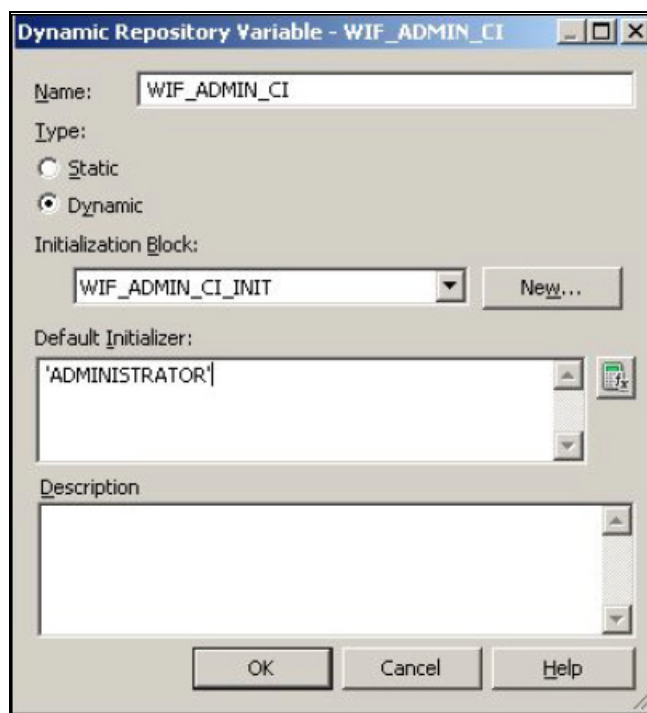 Dynamic Repository Variable - WIF_ADMIN_CI
Name: WIF_ADMIN_CI
Type:
Static
Dynamic
Initialization Block:
WIF_ADMIN_CI_INIT New...
Default Initializer:
'ADMINISTRATOR'
Description
OK Cancel Help